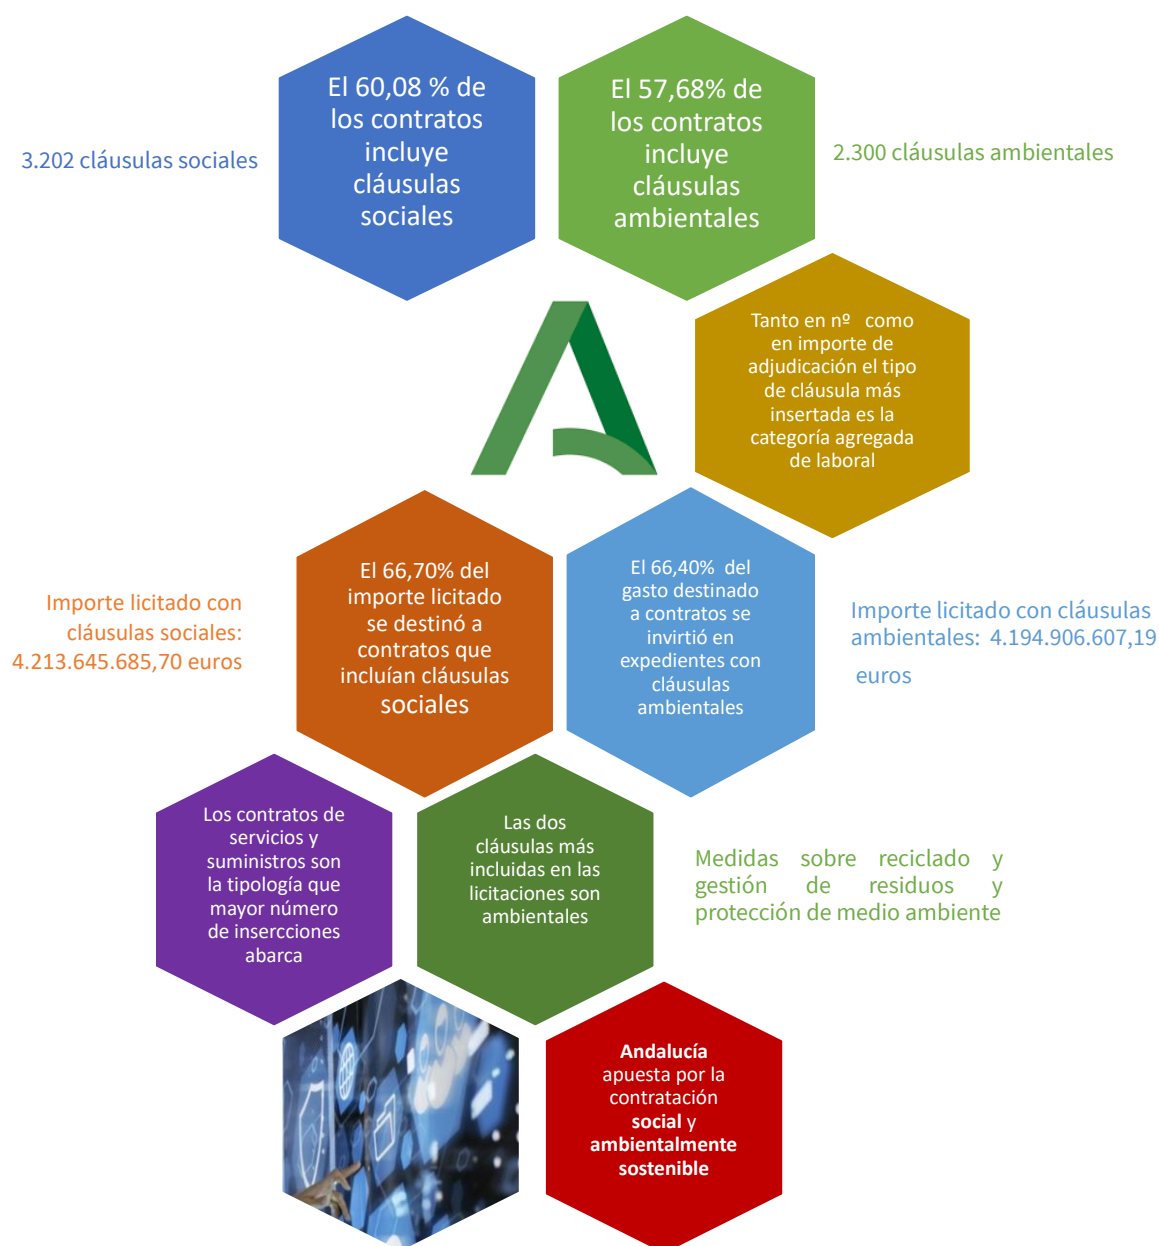 El 60,08 % de
los contratos
incluye
cláusulas
sociales
El 57,68% de
los contratos
incluye
cláusulas
ambientales
3.202 cláusulas sociales
2.300 cláusulas ambientales
Tanto en nº como
en importe de
adjudicación el tipo
de cláusula más
insertada es la
categoría agregada
de laboral
El 66,70% del
importe licitado
se destinó a
contratos que
incluían cláusulas
sociales
El 66,40% del
gasto destinado
a contratos se
invirtió en
expedientes con
cláusulas
ambientales
Importe licitado con
cláusulas sociales:
4.213.645.685,70 euros
Importe licitado con cláusulas
ambientales: 4.194.906.607,19
euros
Los contratos de
servicios y
suministros son
la tipología que
mayor número
de insercciones
abarca
Las dos
cláusulas más
incluidas en las
licitaciones son
ambientales
Medidas sobre reciclado y
gestión de residuos y
protección de medio ambiente
Andalucía
apuesta por la
contratación
social y
ambientalmente
sostenible